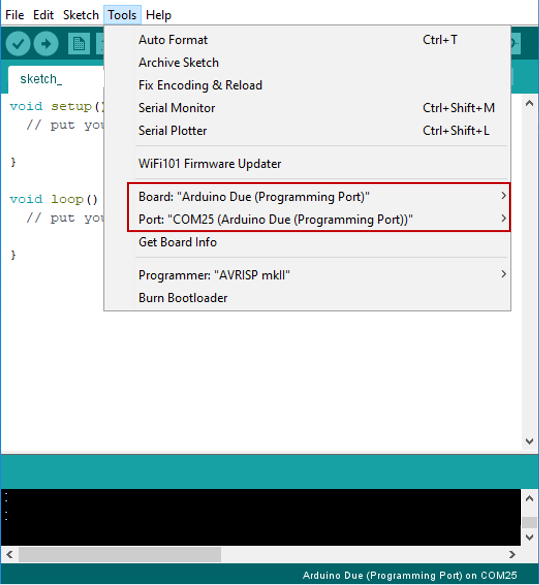 File Edit Sketch Tools Help
Auto Format Ctrl+T
Archive Sketch
Fix Encoding & Reload
Serial Monitor Ctrl+Shift+M
Serial Plotter Ctrl+Shift+L
WiFi101 Firmware Updater
Board: "Arduino Due (Programming Port)"
Port: "COM25 (Arduino Due (Programming Port))"
Get Board Info
Programmer: "AVRISP mkII"
Burn Bootloader
sketch_
void setup()
// put you
}
void loop()
// put you
}
:
:
Arduino Due (Programming Port) on COM25